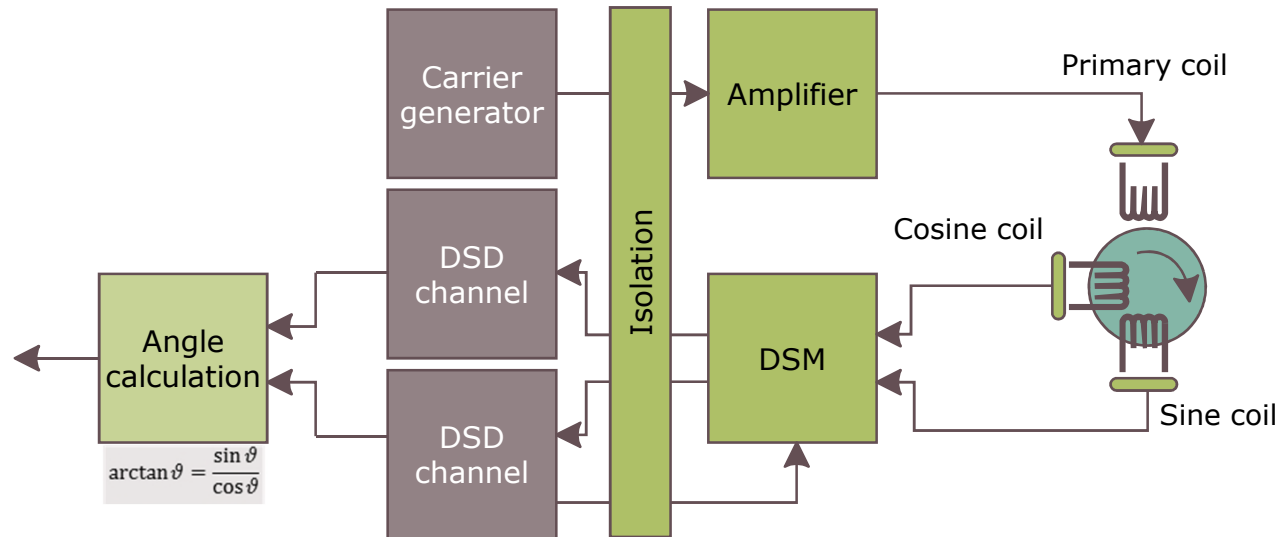 Carrier
generator
Isolation
Amplifier
Primary coil
DSD
channel
Cosine coil
Angle
calculation
DSM
DSD
channel
Sine coil
arctan ϑ = sin ϑ / cos ϑ